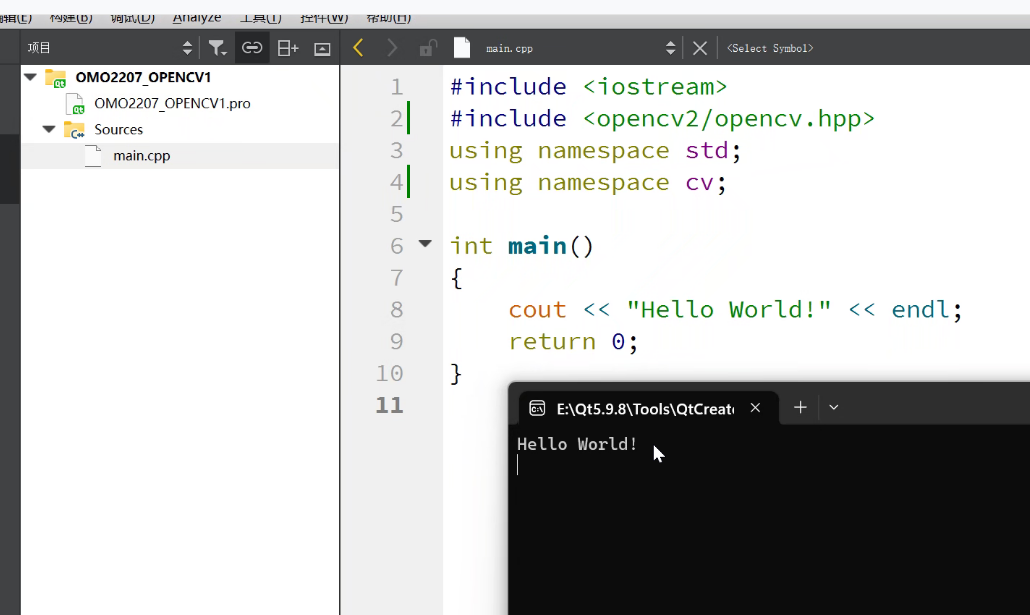 编辑(E) 构建(B) 调试(D) Analyze 工具(T) 控件(W) 帮助(H)
项目
main.cpp
<Select Symbol>
OMO2207_OPENCV1
OMO2207_OPENCV1.pro
Sources
main.cpp
1 #include <iostream>
2 #include <opencv2/opencv.hpp>
3 using namespace std;
4 using namespace cv;
5
6 int main()
7 {
8 cout << "Hello World!" << endl;
9 return 0;
10 }
11
E:\Qt5.9.8\Tools\QtCreat
Hello World!